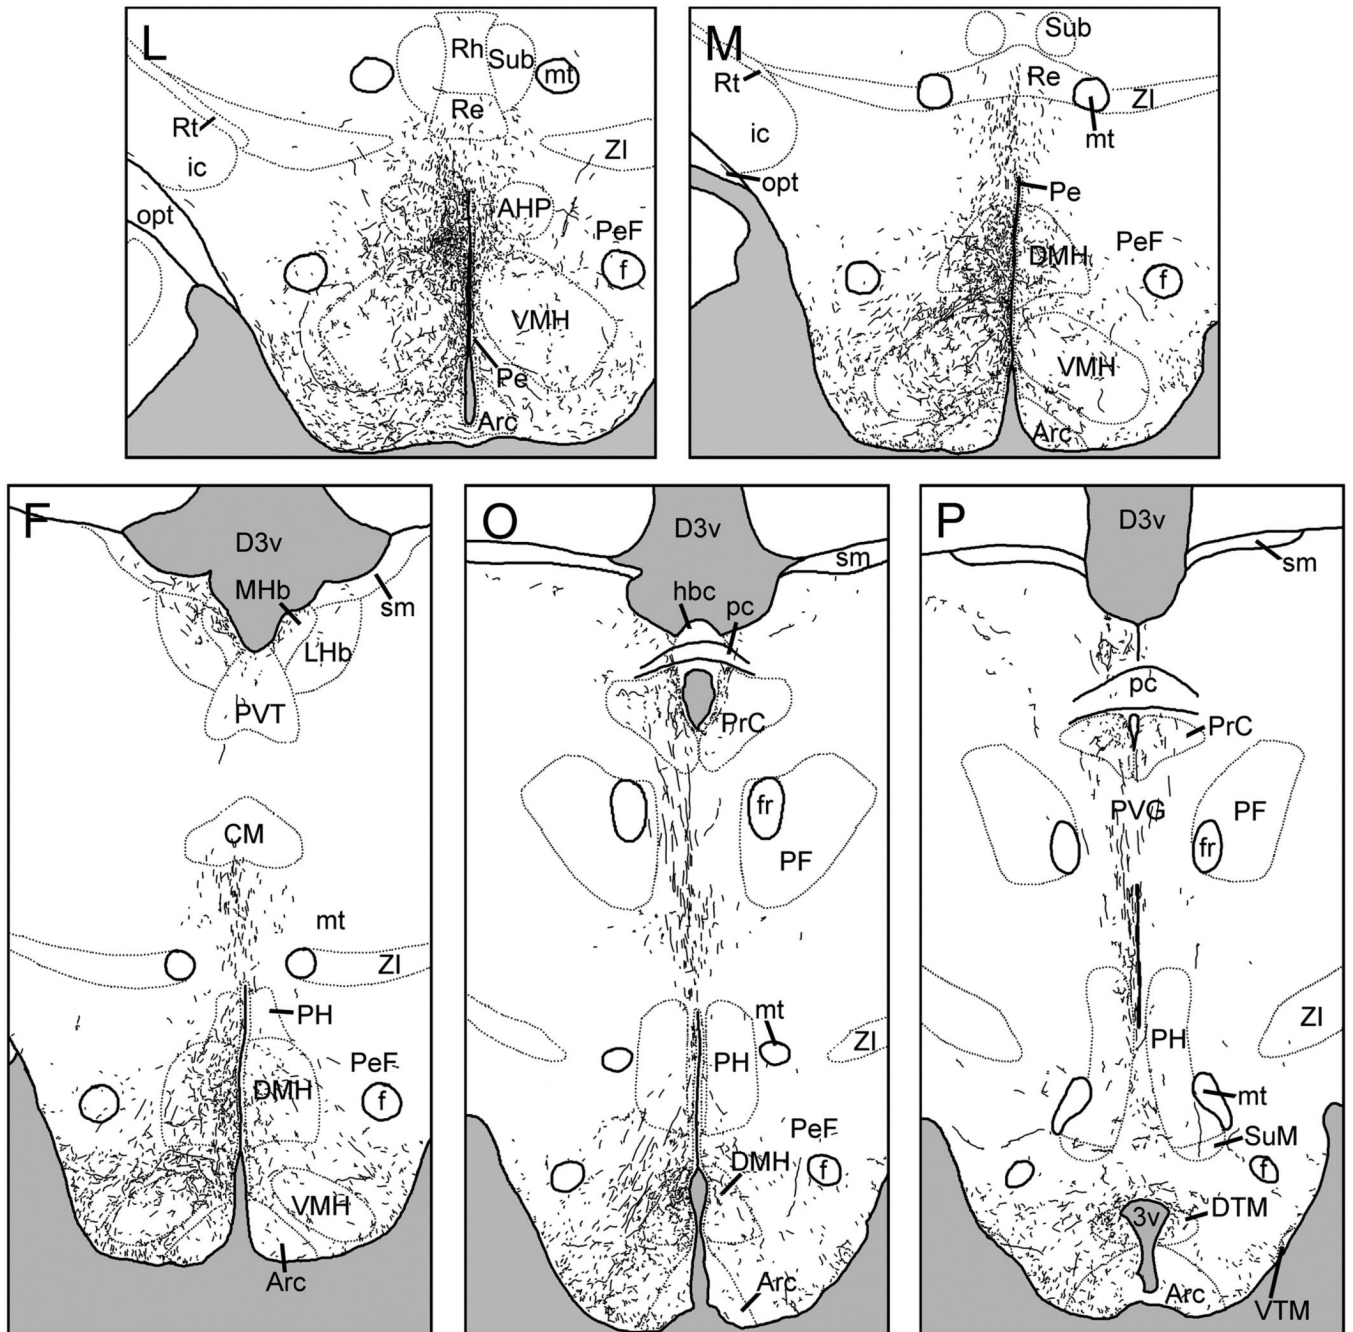 L
Rh
Sub
mt
Re
Rt
ic
ZI
opt
AHP
PeF
f
VMH
Pe
Arc
M
Sub
Rt
Re
ZI
ic
mt
opt
Pe
PeF
DMH
f
VMH
Arc
F
D3v
MHb
sm
LHb
PVT
CM
mt
ZI
PH
PeF
DMH
f
VMH
Arc
O
D3v
sm
hbc
pc
PrC
fr
PF
mt
ZI
PH
PeF
DMH
f
Arc
P
D3v
sm
pc
PrC
PVG
PF
fr
ZI
PH
mt
SuM
f
DTM
3v
Arc
VTM